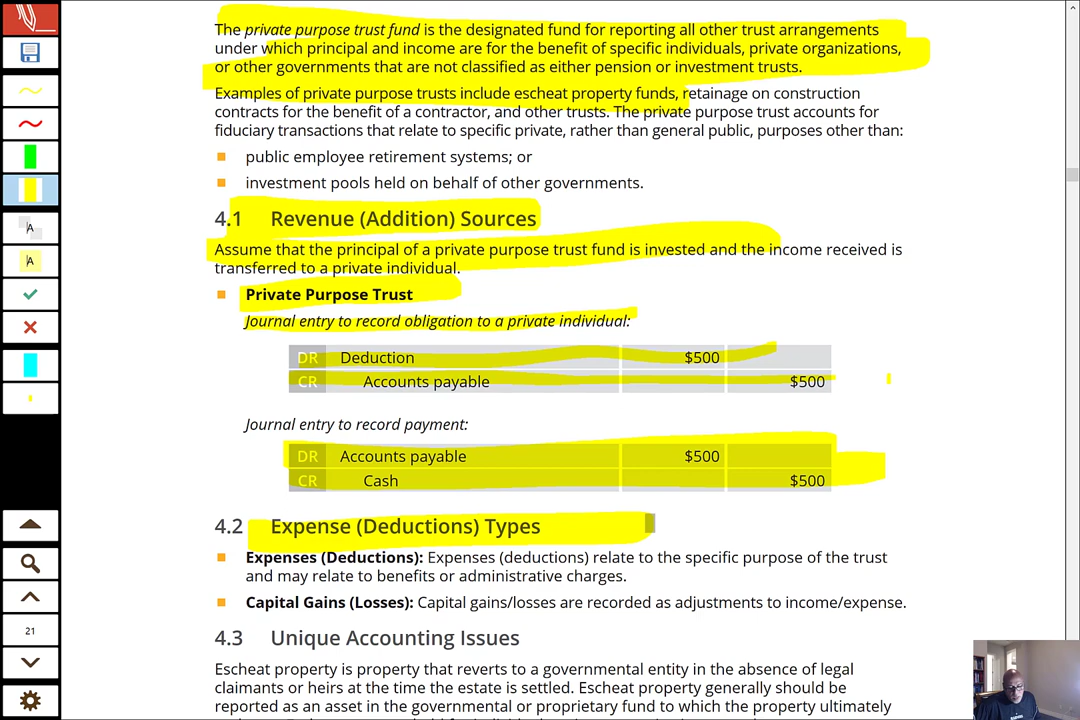 The private purpose trust fund is the designated fund for reporting all other trust arrangements
under which principal and income are for the benefit of specific individuals, private organizations,
or other governments that are not classified as either pension or investment trusts.
Examples of private purpose trusts include escheat property funds, retainage on construction
contracts for the benefit of a contractor, and other trusts. The private purpose trust accounts for
fiduciary transactions that relate to specific private, rather than general public, purposes other than:
public employee retirement systems; or
investment pools held on behalf of other governments.
4.1 Revenue (Addition) Sources
Assume that the principal of a private purpose trust fund is invested and the income received is
transferred to a private individual.
Private Purpose Trust
Journal entry to record obligation to a private individual:
DR Deduction $500
CR Accounts payable $500
Journal entry to record payment:
DR Accounts payable $500
CR Cash $500
4.2 Expense (Deductions) Types
Expenses (Deductions): Expenses (deductions) relate to the specific purpose of the trust
and may relate to benefits or administrative charges.
Capital Gains (Losses): Capital gains/losses are recorded as adjustments to income/expense.
21
4.3 Unique Accounting Issues
Escheat property is property that reverts to a governmental entity in the absence of legal
claimants or heirs at the time the estate is settled. Escheat property generally should be
reported as an asset in the governmental or proprietary fund to which the property ultimately